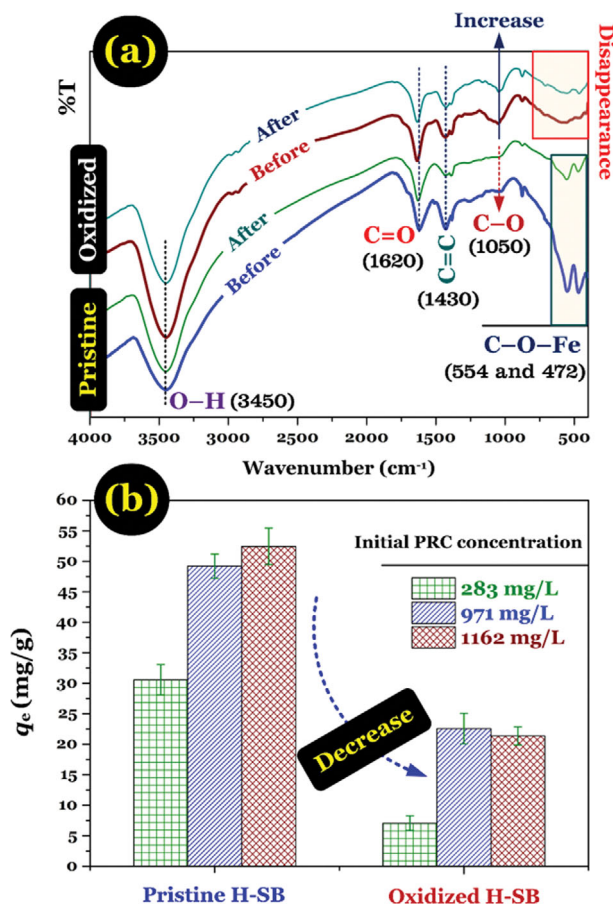 (a)
Increase
Disappearance
%T
After
Before
After
Before
Oxidized
Pristine
C=O
(1620)
C=C
(1430)
C–O
(1050)
C–O–Fe
(554 and 472)
O–H (3450)
4000 3500 3000 2500 2000 1500 1000 500
Wavenumber (cm⁻¹)
(b)
60
55
50
45
40
35
30
25
20
15
10
5
0
qe (mg/g)
Initial PRC concentration
283 mg/L
971 mg/L
1162 mg/L
Decrease
Pristine H-SB Oxidized H-SB